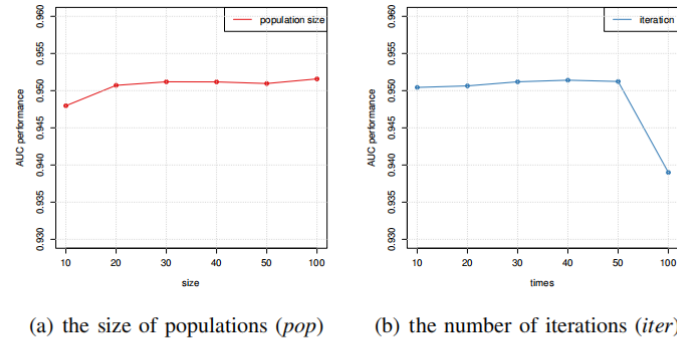 population size
0.960
0.955
0.950
0.945
0.940
0.935
0.930
AUC performance
10 20 30 40 50 100
size
(a) the size of populations (pop)
iteration
0.960
0.955
0.950
0.945
0.940
0.935
0.930
AUC performance
10 20 30 40 50 100
times
(b) the number of iterations (iter)